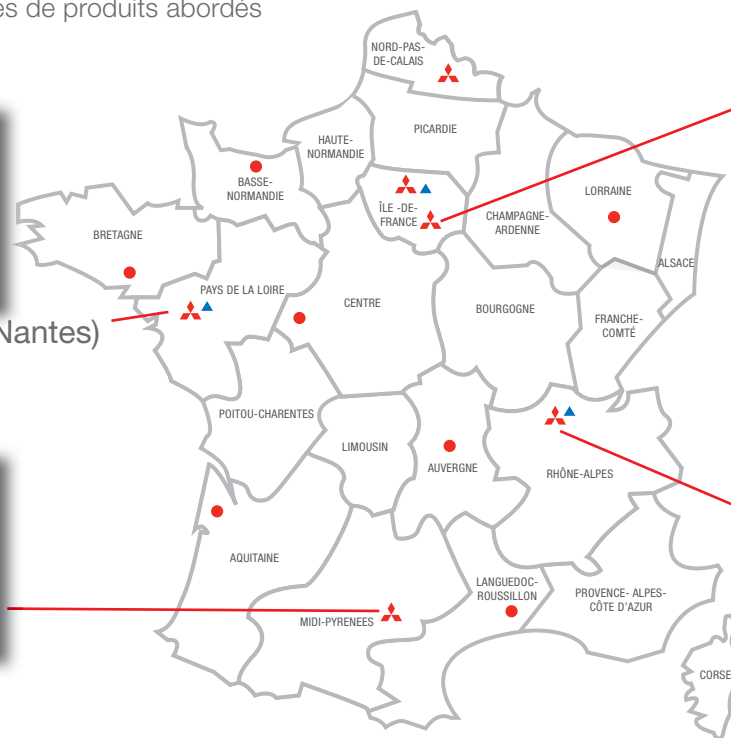 es de produits abordés
NORD-PAS-
DE-CALAIS
PICARDIE
HAUTE-
NORMANDIE
BASSE-
NORMANDIE
ÎLE -DE-
FRANCE
CHAMPAGNE-
ARDENNE
LORRAINE
ALSACE
BRETAGNE
PAYS DE LA LOIRE
CENTRE
BOURGOGNE
FRANCHE-
COMTÉ
Nantes)
POITOU-CHARENTES
LIMOUSIN
AUVERGNE
RHÔNE-ALPES
AQUITAINE
MIDI-PYRENEES
LANGUEDOC-
ROUSSILLON
PROVENCE- ALPES-
CÔTE D'AZUR
CORSE